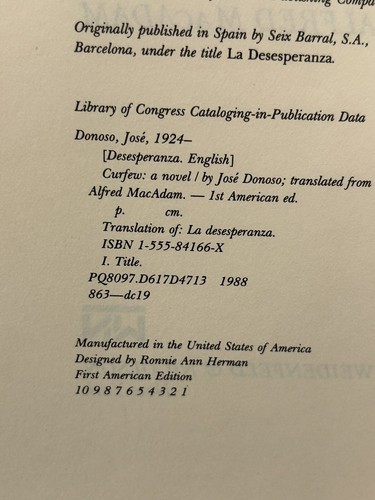 Originally published in Spain by Seix Barral, S.A.,
Barcelona, under the title La Desesperanza.
Library of Congress Cataloging-in-Publication Data
Donoso, José, 1924–
[Desesperanza. English]
Curfew: a novel / by José Donoso; translated from
Alfred MacAdam. — 1st American ed.
p. cm.
Translation of: La desesperanza.
ISBN 1-555-84166-X
I. Title.
PQ8097.D617D4713 1988
863—dc19
Manufactured in the United States of America
Designed by Ronnie Ann Herman
First American Edition
10 9 8 7 6 5 4 3 2 1